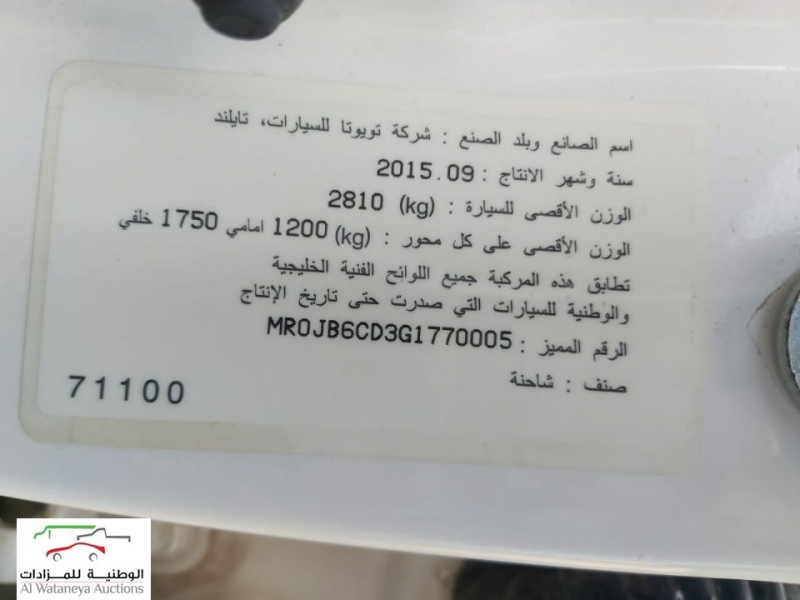 اسم الصانع وبلد الصنع : شركة تويوتا للسيارات، تايلند
سنة وشهر الانتاج : 2015.09
الوزن الأقصى للسيارة : (kg) 2810
الوزن الأقصى على كل محور : (kg) 1200 امامي 1750 خلفي
تطابق هذه المركبة جميع اللوائح الفنية الخليجية
والوطنية للسيارات التي صدرت حتى تاريخ الإنتاج
الرقم المميز : MR0JB6CD3G1770005
صنف : شاحنة
71100
الوطنية للمزادات
Al Wataneya Auctions